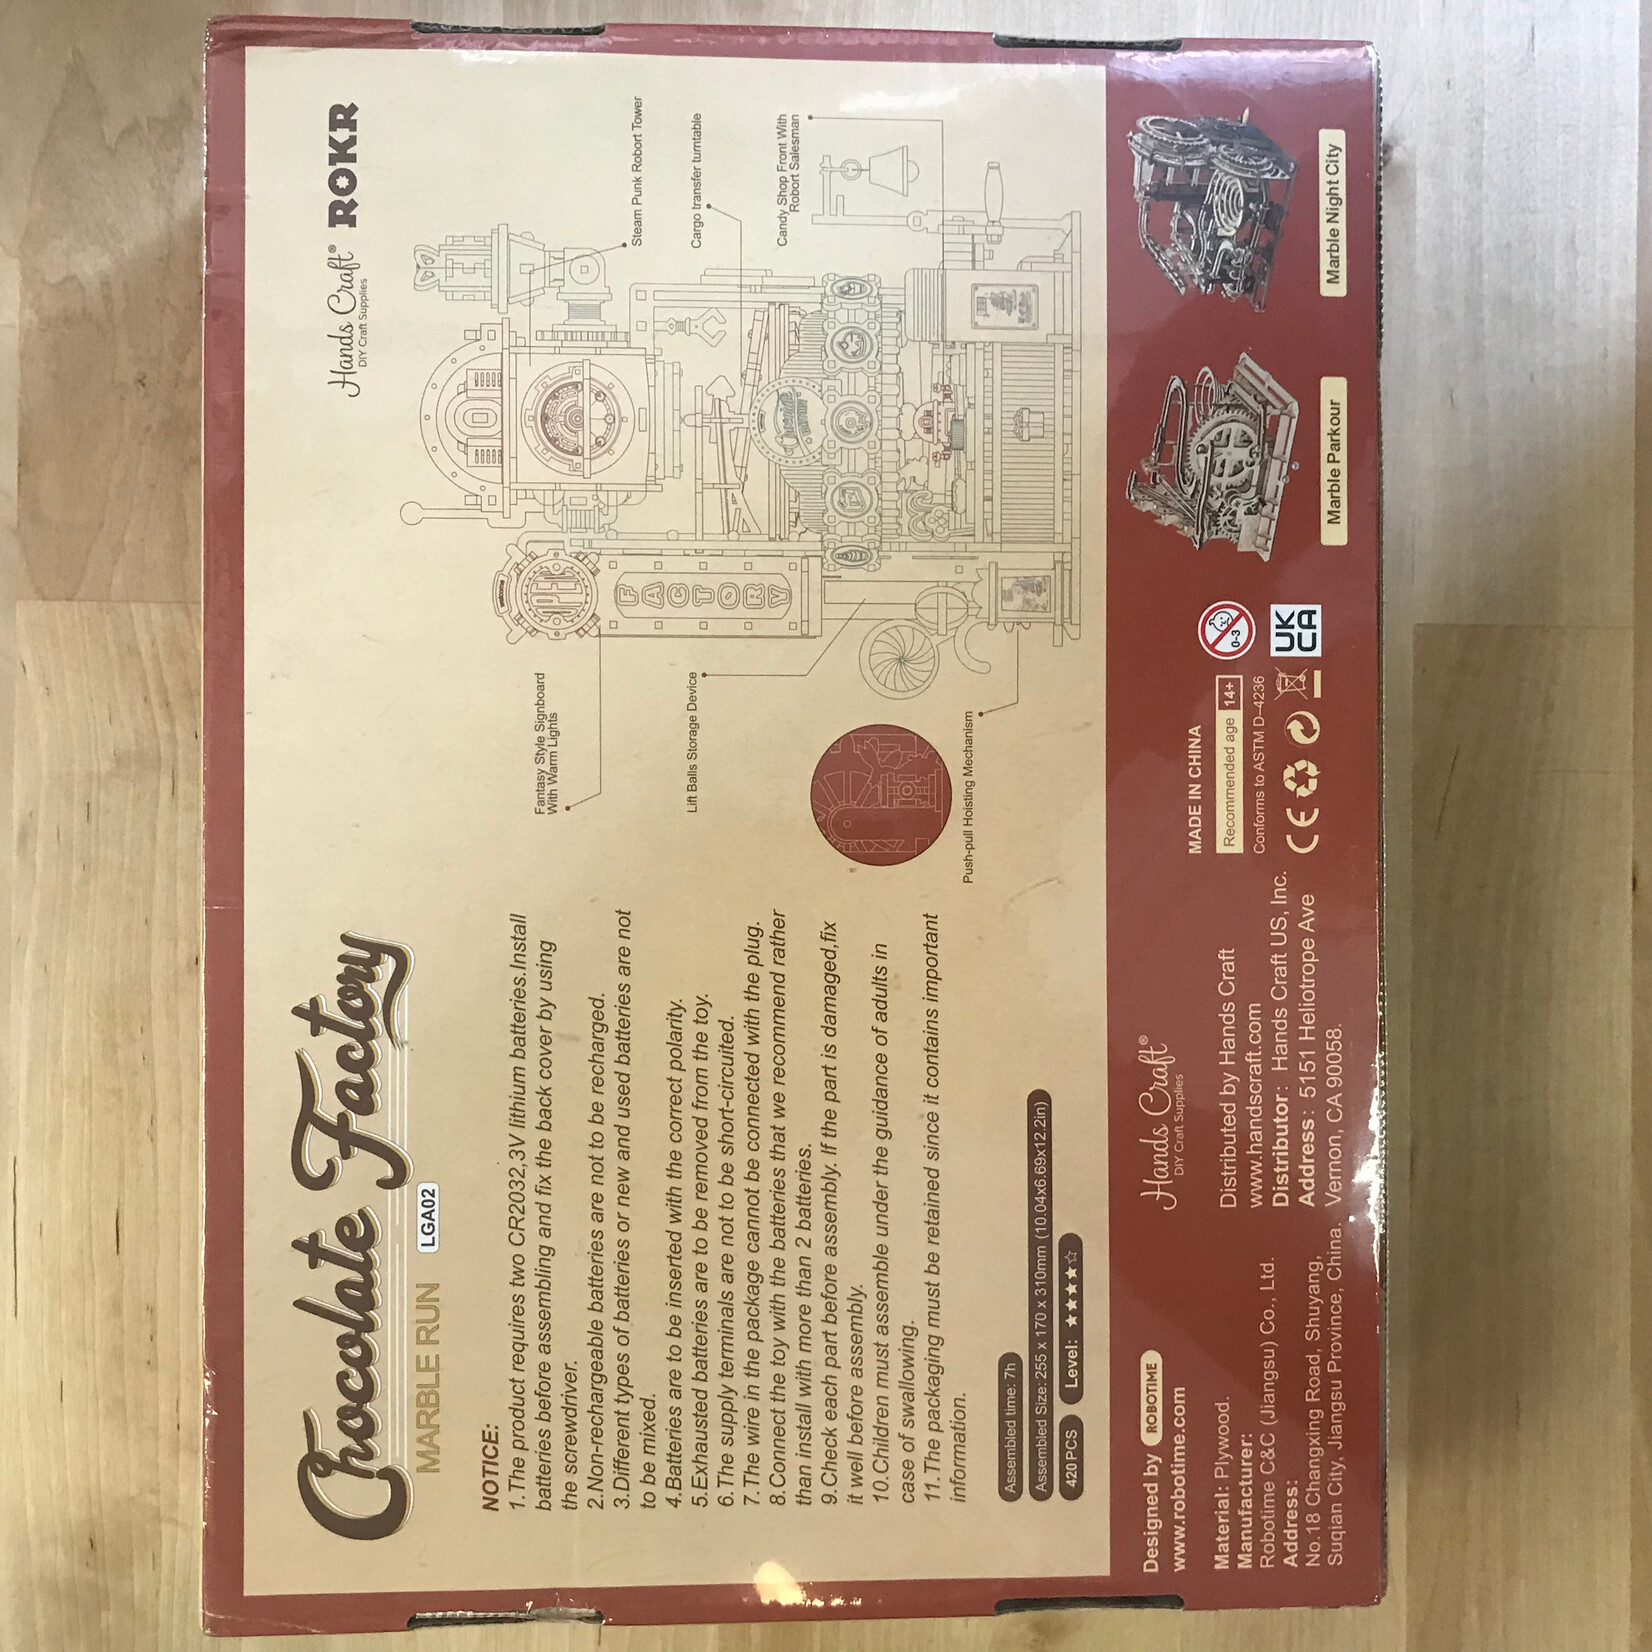 Chocolate Factory
MARBLE RUN
LGA02
Hands Craft®
DIY Craft Supplies
ROKR
NOTICE:
1.The product requires two CR2032,3V lithium batteries.Install
batteries before assembling and fix the back cover by using
the screwdriver.
2.Non-rechargeable batteries are not to be recharged.
3.Different types of batteries or new and used batteries are not
to be mixed.
4.Batteries are to be inserted with the correct polarity.
5.Exhausted batteries are to be removed from the toy.
6.The supply terminals are not to be short-circuited.
7.The wire in the package cannot be connected with the plug.
8.Connect the toy with the batteries that we recommend rather
than install with more than 2 batteries.
9.Check each part before assembly. If the part is damaged,fix
it well before assembly.
10.Children must assemble under the guidance of adults in
case of swallowing.
11.The packaging must be retained since it contains important
information.
Assembled time: 7h
Assembled Size: 255 x 170 x 310mm (10.04x6.69x12.2in)
420PCS
Level: ★★★★☆
Fantasy Style Signboard
With Warm Lights
Lift Balls Storage Device
Push-pull Hoisting Mechanism
Steam Punk Robort Tower
Cargo transfer turntable
Candy Shop Front With
Robort Salesman
welcome
OPEN
FACTORY
Chocolate
Designed by ROBOTIME
www.robotime.com
Material: Plywood.
Manufacturer:
Robotime C&C (Jiangsu) Co., Ltd.
Address:
No.18 Changxing Road, Shuyang,
Suqian City, Jiangsu Province, China.
Hands Craft®
DIY Craft Supplies
Distributed by Hands Craft
www.handscraft.com
Distributor: Hands Craft US, Inc.
Address: 5151 Heliotrope Ave
Vernon, CA 90058.
MADE IN CHINA
Recommended age 14+
Conforms to ASTM D-4236
CE
0-3
UK
CA
Marble Parkour
Marble Night City